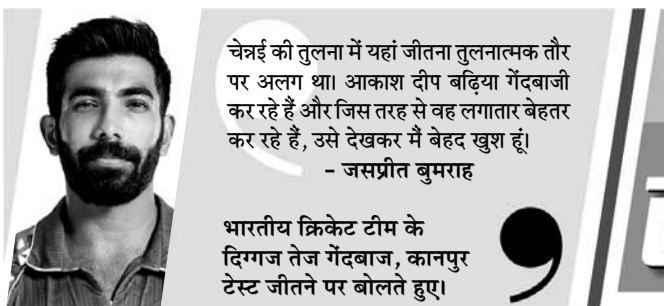 चेन्नई की तुलना में यहां जीतना तुलनात्मक तौर
पर अलग था। आकाश दीप बढ़िया गेंदबाजी
कर रहे हैं और जिस तरह से वह लगातार बेहतर
कर रहे हैं, उसे देखकर मैं बेहद खुश हूं।
- जसप्रीत बुमराह
भारतीय क्रिकेट टीम के
दिग्गज तेज गेंदबाज, कानपुर
टेस्ट जीतने पर बोलते हुए।